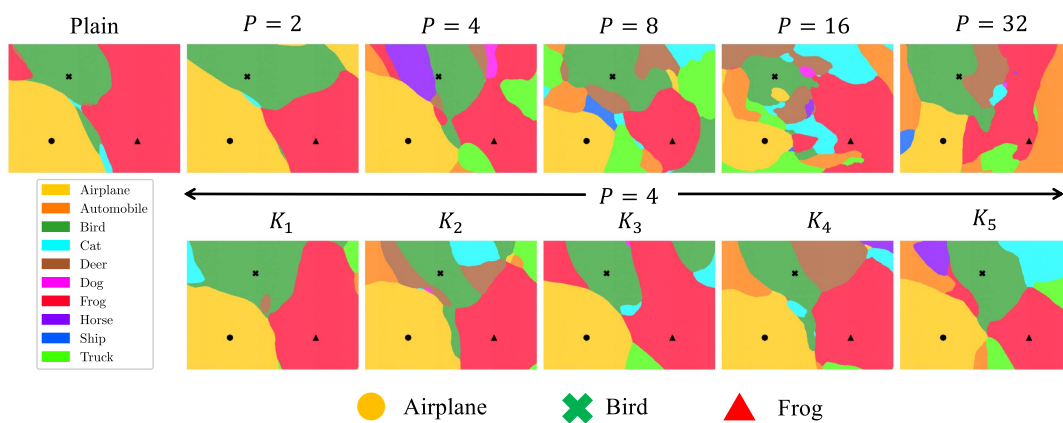 Plain
P = 2
P = 4
P = 8
P = 16
P = 32
Airplane
Automobile
Bird
Cat
Deer
Dog
Frog
Horse
Ship
Truck
P = 4
K₁
K₂
K₃
K₄
K₅
Airplane
Bird
Frog